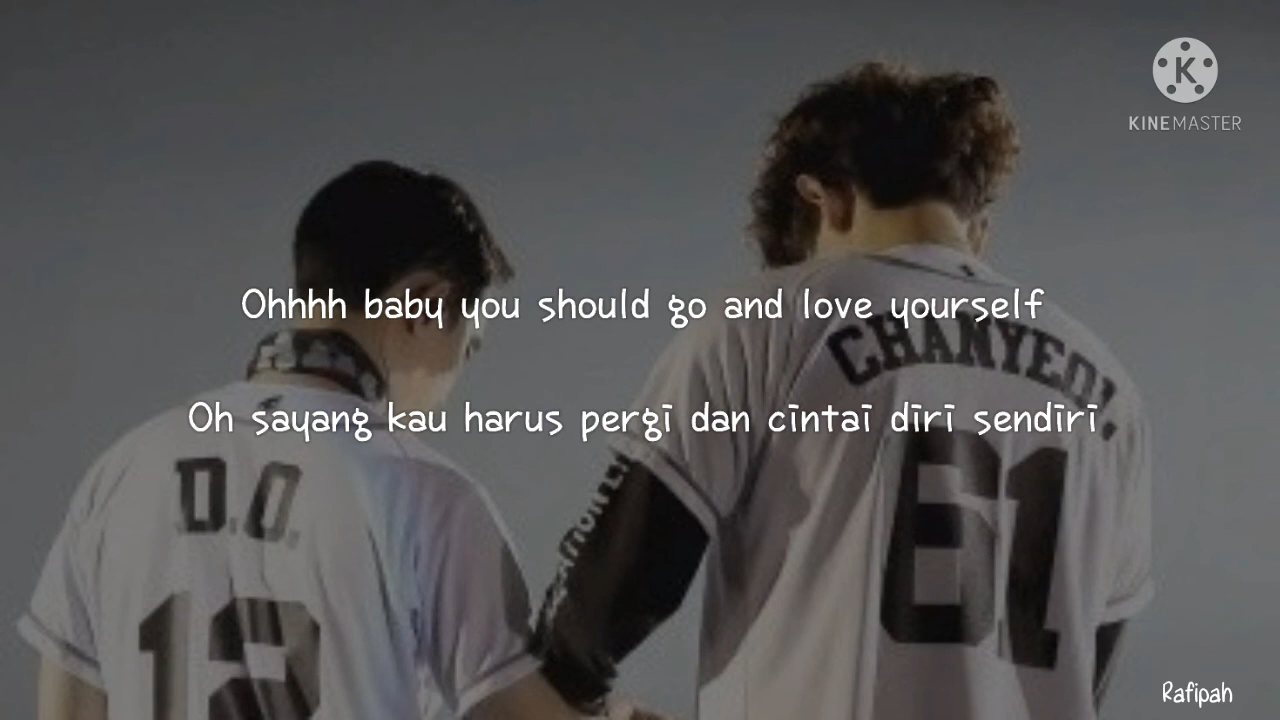 KINEMASTER
Ohhhh baby you should go and love yourself
CHANYEOL
Oh sayang kau harus pergi dan cintai diri sendiri
D.O.
61
12
Rafipah